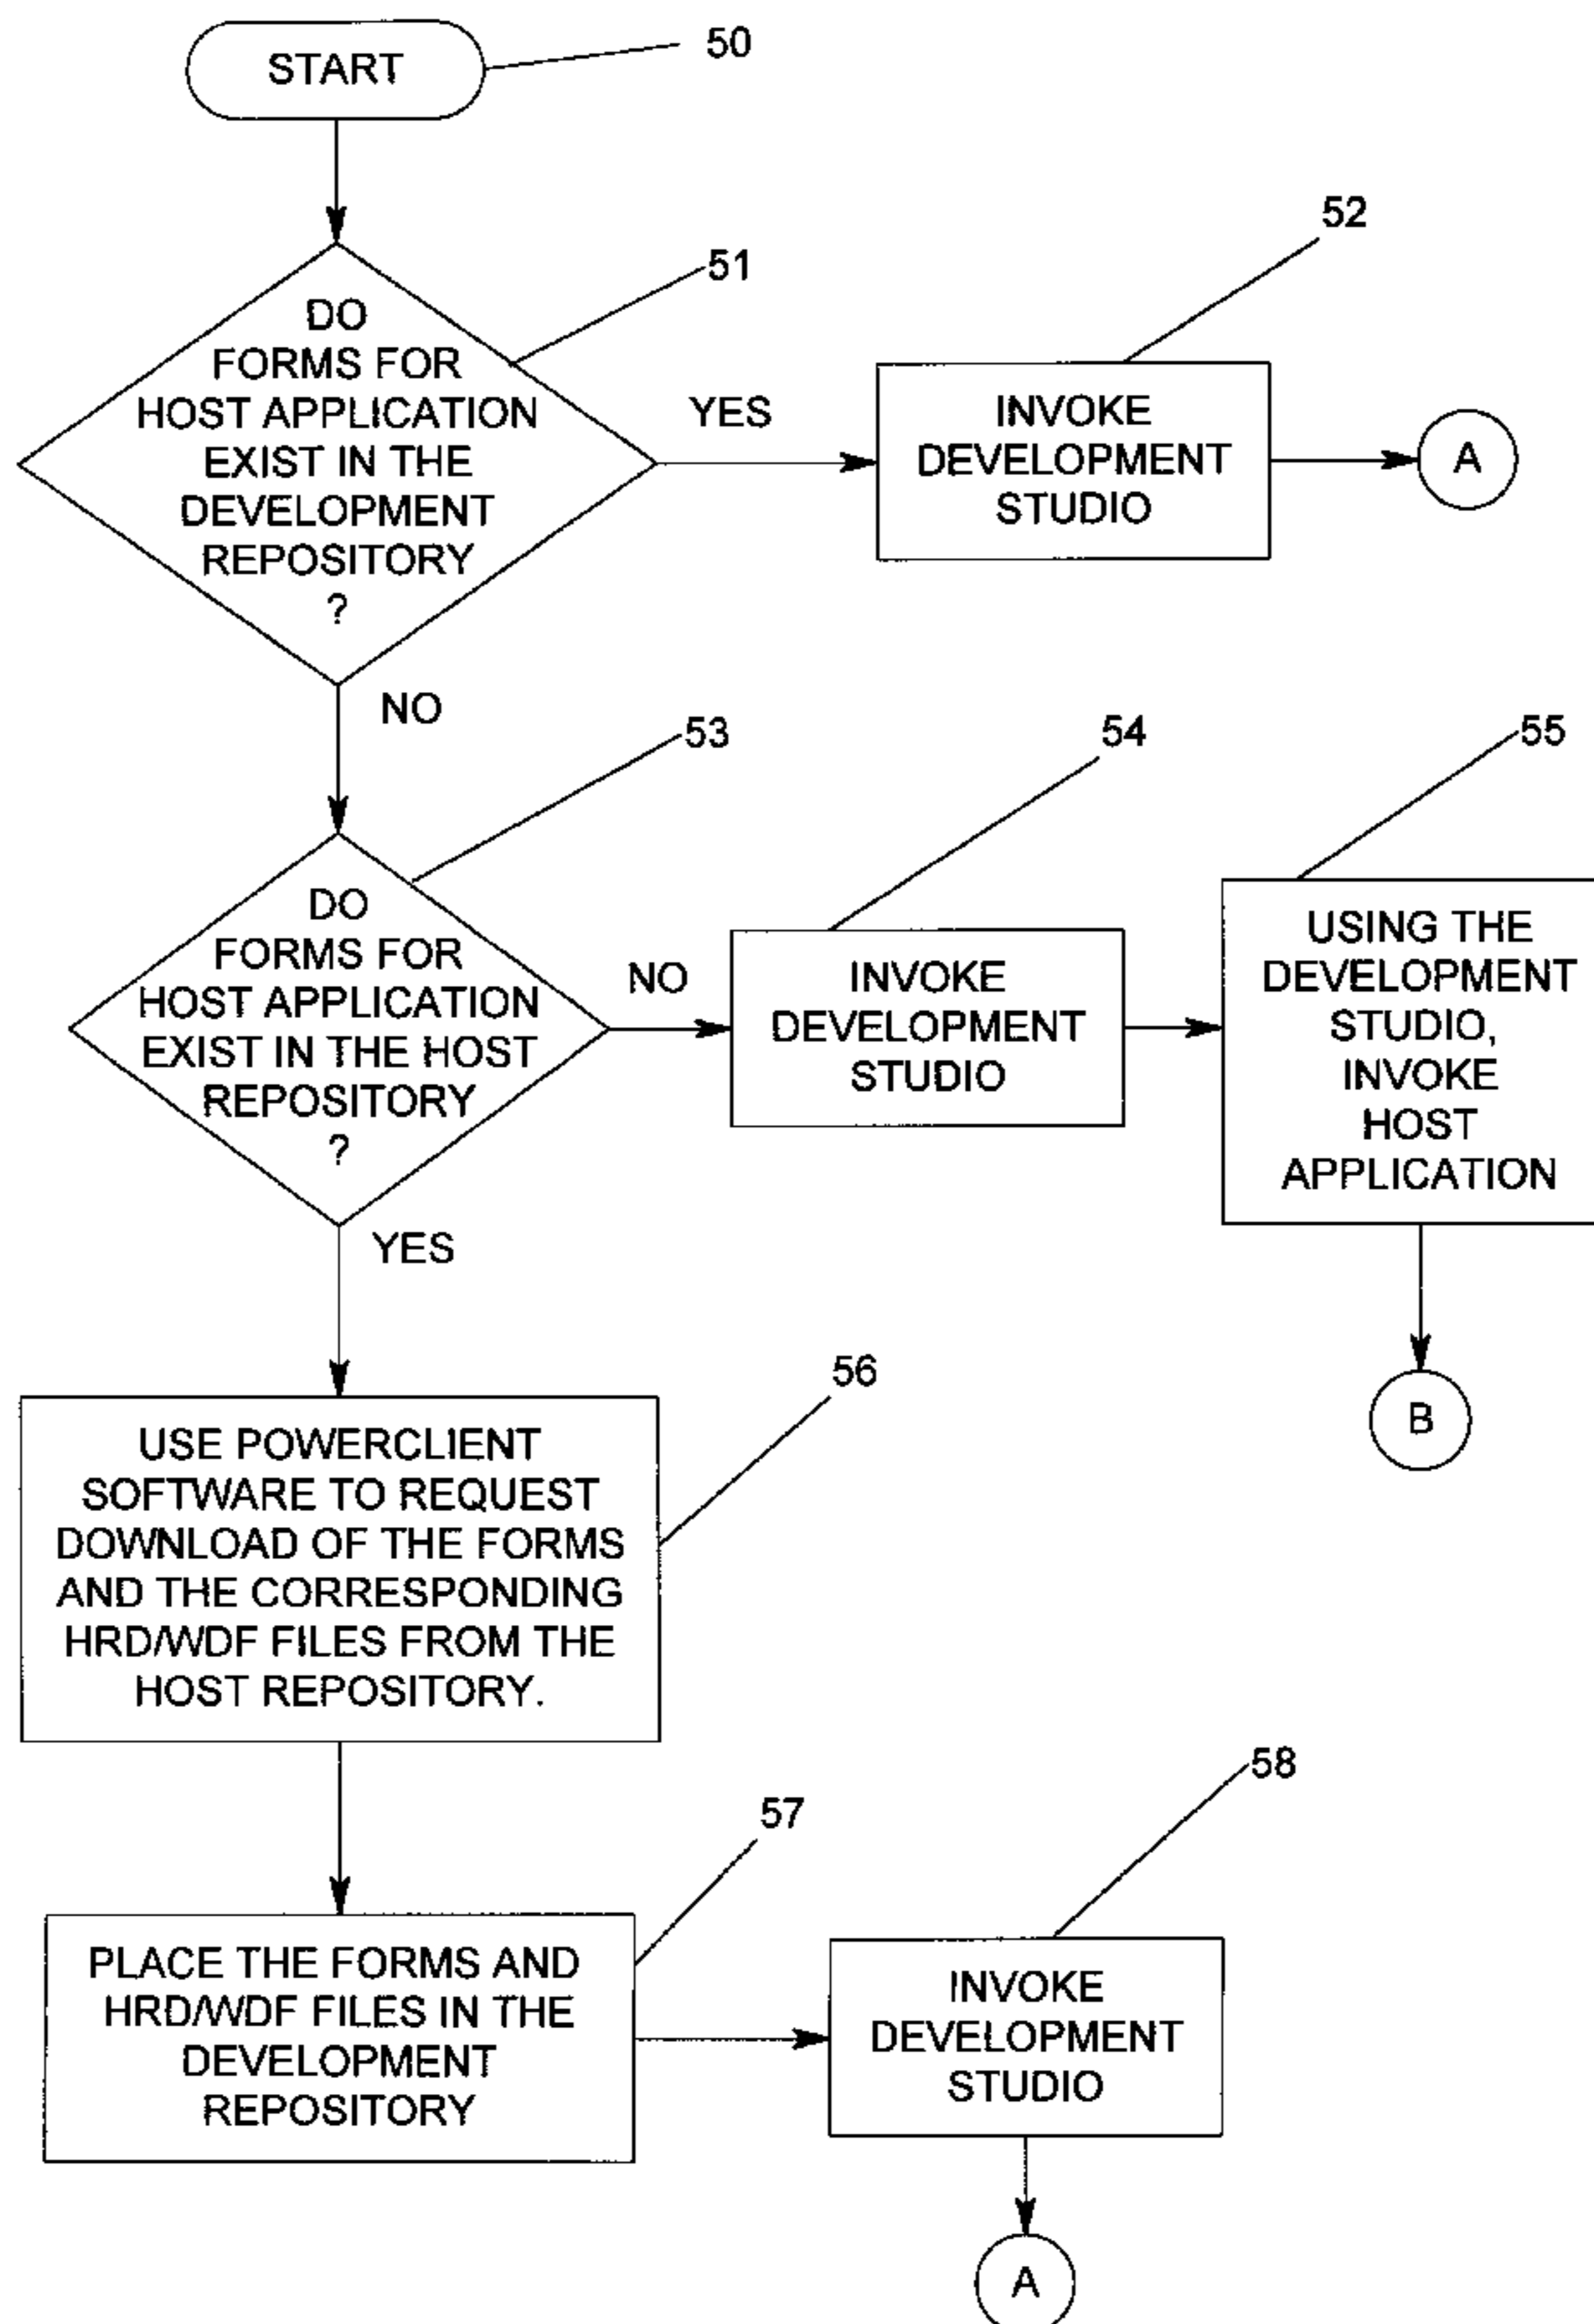 START
50
51
DO
FORMS FOR
HOST APPLICATION
EXIST IN THE
DEVELOPMENT
REPOSITORY
?
YES
52
INVOKE
DEVELOPMENT
STUDIO
A
NO
53
DO
FORMS FOR
HOST APPLICATION
EXIST IN THE HOST
REPOSITORY
?
NO
54
INVOKE
DEVELOPMENT
STUDIO
55
USING THE
DEVELOPMENT
STUDIO,
INVOKE
HOST
APPLICATION
B
YES
56
USE POWERCLIENT
SOFTWARE TO REQUEST
DOWNLOAD OF THE FORMS
AND THE CORRESPONDING
HRD/WDF FILES FROM THE
HOST REPOSITORY.
57
PLACE THE FORMS AND
HRD/WDF FILES IN THE
DEVELOPMENT
REPOSITORY
58
INVOKE
DEVELOPMENT
STUDIO
A